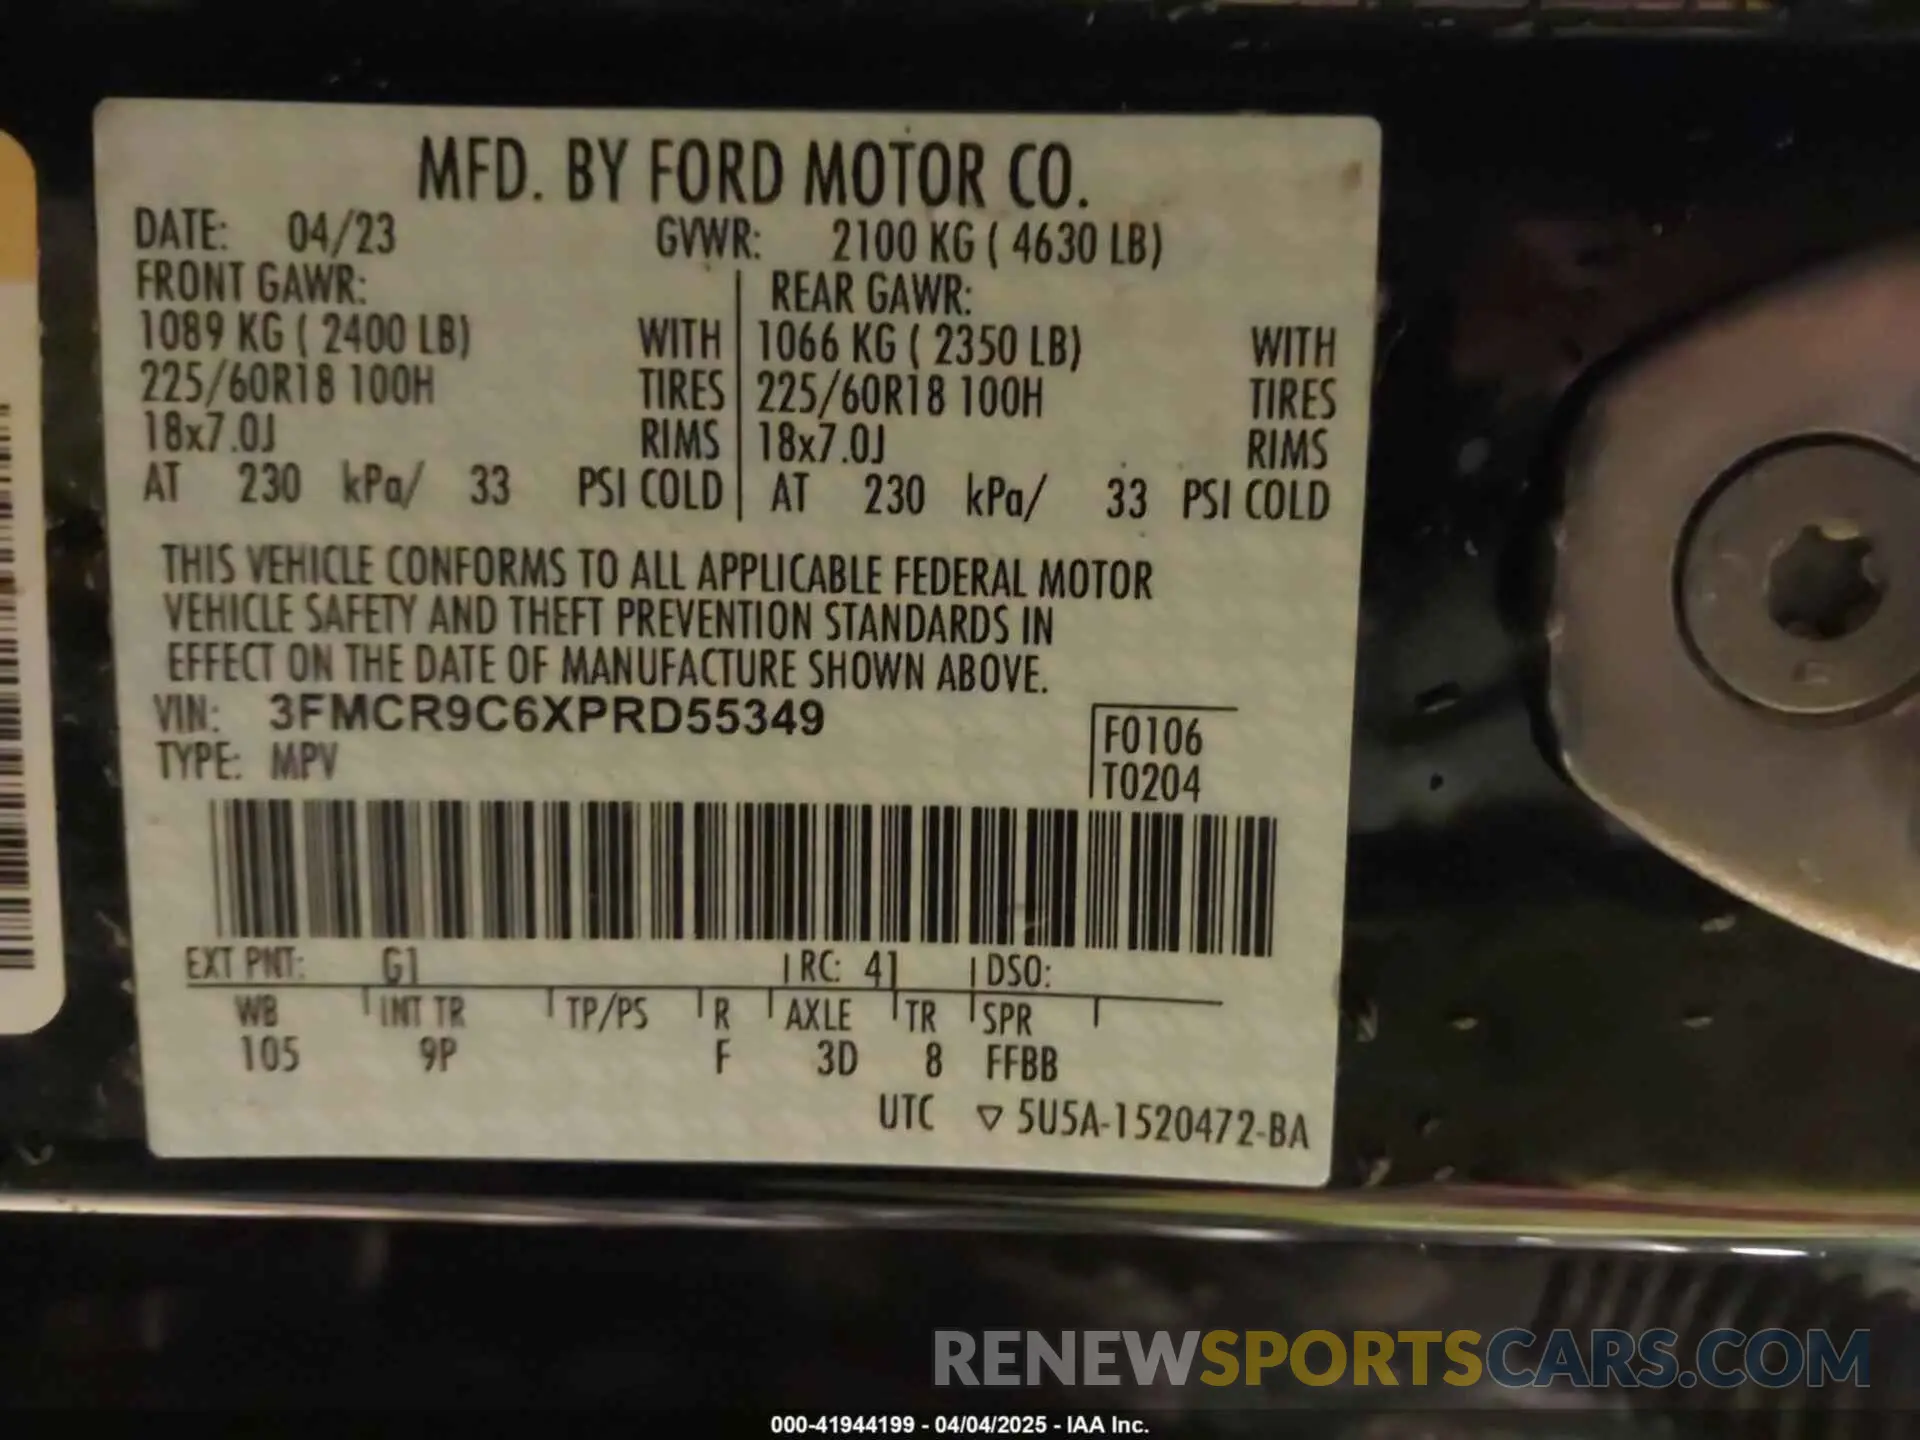 MFD. BY FORD MOTOR CO.
DATE: 04/23 GVWR: 2100 KG ( 4630 LB)
FRONT GAWR: REAR GAWR:
1089 KG ( 2400 LB) WITH 1066 KG ( 2350 LB) WITH
225/60R18 100H TIRES 225/60R18 100H TIRES
18x7.0J RIMS 18x7.0J RIMS
AT 230 kPa/ 33 PSI COLD AT 230 kPa/ 33 PSI COLD
THIS VEHICLE CONFORMS TO ALL APPLICABLE FEDERAL MOTOR
VEHICLE SAFETY AND THEFT PREVENTION STANDARDS IN
EFFECT ON THE DATE OF MANUFACTURE SHOWN ABOVE.
VIN: 3FMCR9C6XPRD55349
TYPE: MPV
F0106
T0204
EXT PNT: G1 RC: 41 DSO:
WB INT TR TP/PS R AXLE TR SPR
105 9P F 3D 8 FFBB
UTC ▽ 5U5A-1520472-BA
RENEWSPORTSCARS.COM
000-41944199 - 04/04/2025 - IAA Inc.